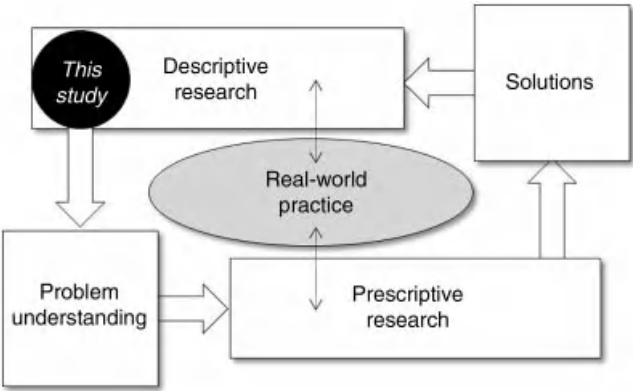 This
study
Descriptive
research
Solutions
Real-world
practice
Problem
understanding
Prescriptive
research